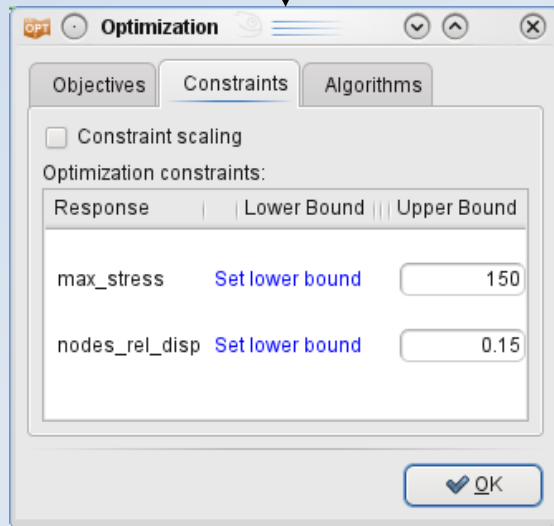 OPT Optimization
Objectives Constraints Algorithms
Constraint scaling
Optimization constraints:
Response Lower Bound Upper Bound
max_stress Set lower bound 150
nodes_rel_disp Set lower bound 0.15
OK